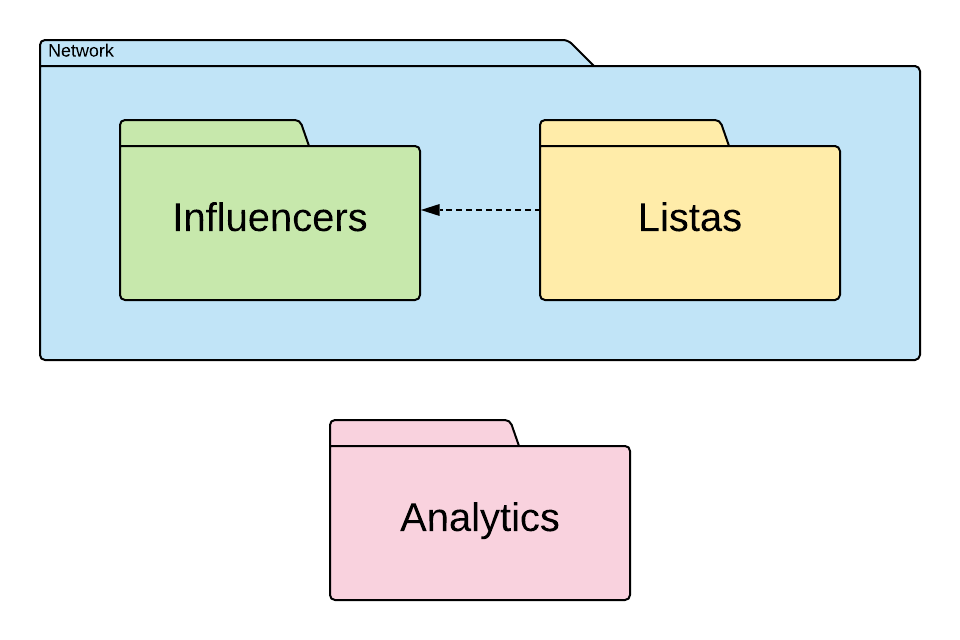 Network
Influencers
Listas
Analytics